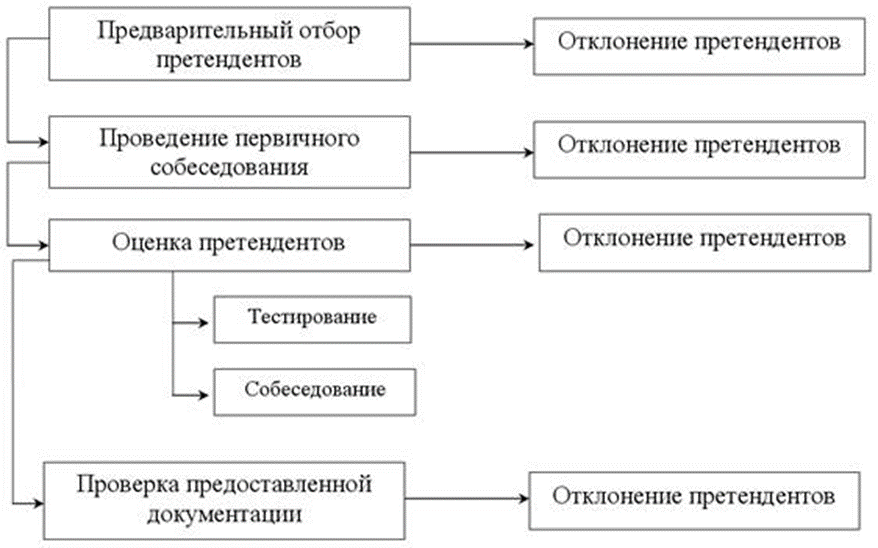 Предварительный отбор
претендентов
Отклонение претендентов
Проведение первичного
собеседования
Отклонение претендентов
Оценка претендентов
Отклонение претендентов
Тестирование
Собеседование
Проверка предоставленной
документации
Отклонение претендентов